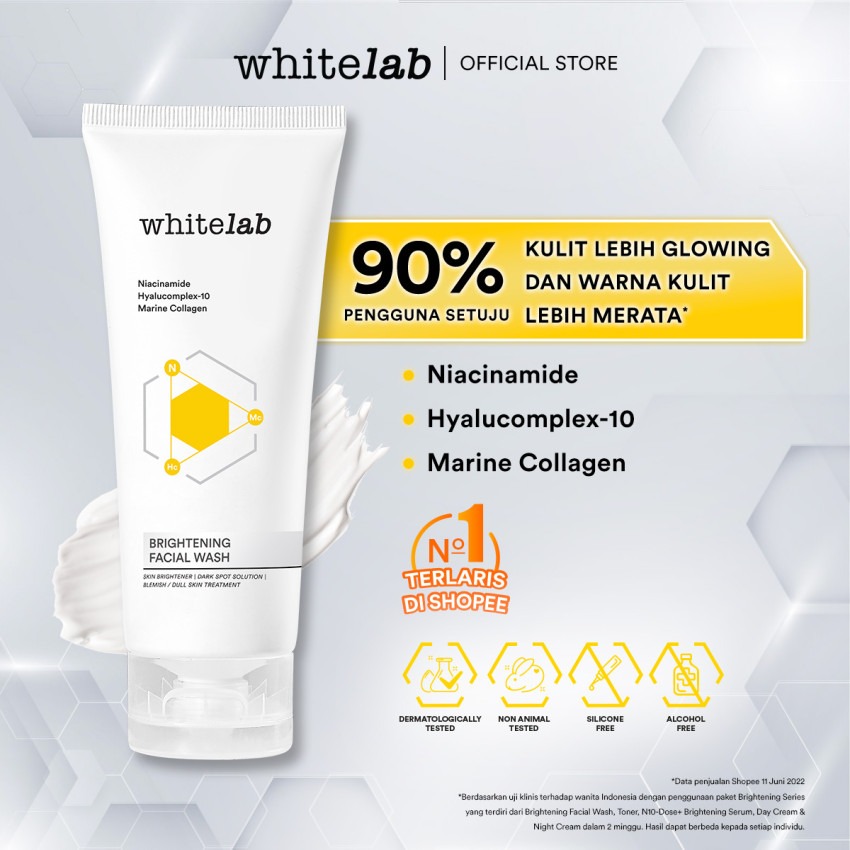 whitelab | OFFICIAL STORE
whitelab
Niacinamide
Hyalucomplex-10
Marine Collagen
N
Mc
Hc
BRIGHTENING
FACIAL WASH
SKIN BRIGHTENER | DARK SPOT SOLUTION |
BLEMISH / DULL SKIN TREATMENT
90%
PENGGUNA SETUJU
KULIT LEBIH GLOWING
DAN WARNA KULIT
LEBIH MERATA*
• Niacinamide
• Hyalucomplex-10
• Marine Collagen
Nº1
TERLARIS
DI SHOPEE
DERMATOLOGICALLY
TESTED
NON ANIMAL
TESTED
SILICONE
FREE
ALCOHOL
FREE
*Data penjualan Shopee 11 Juni 2022
*Berdasarkan uji klinis terhadap wanita Indonesia dengan penggunaan paket Brightening Series
yang terdiri dari Brightening Facial Wash, Toner, N10-Dose+ Brightening Serum, Day Cream &
Night Cream dalam 2 minggu. Hasil dapat berbeda kepada setiap individu.